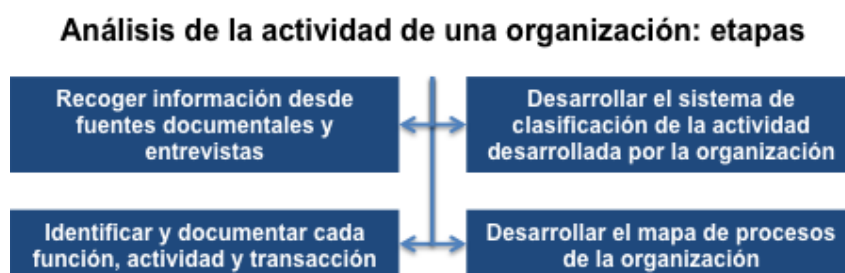 Análisis de la actividad de una organización: etapas
Recoger información desde
fuentes documentales y
entrevistas
Desarrollar el sistema de
clasificación de la actividad
desarrollada por la organización
Identificar y documentar cada
función, actividad y transacción
Desarrollar el mapa de procesos
de la organización